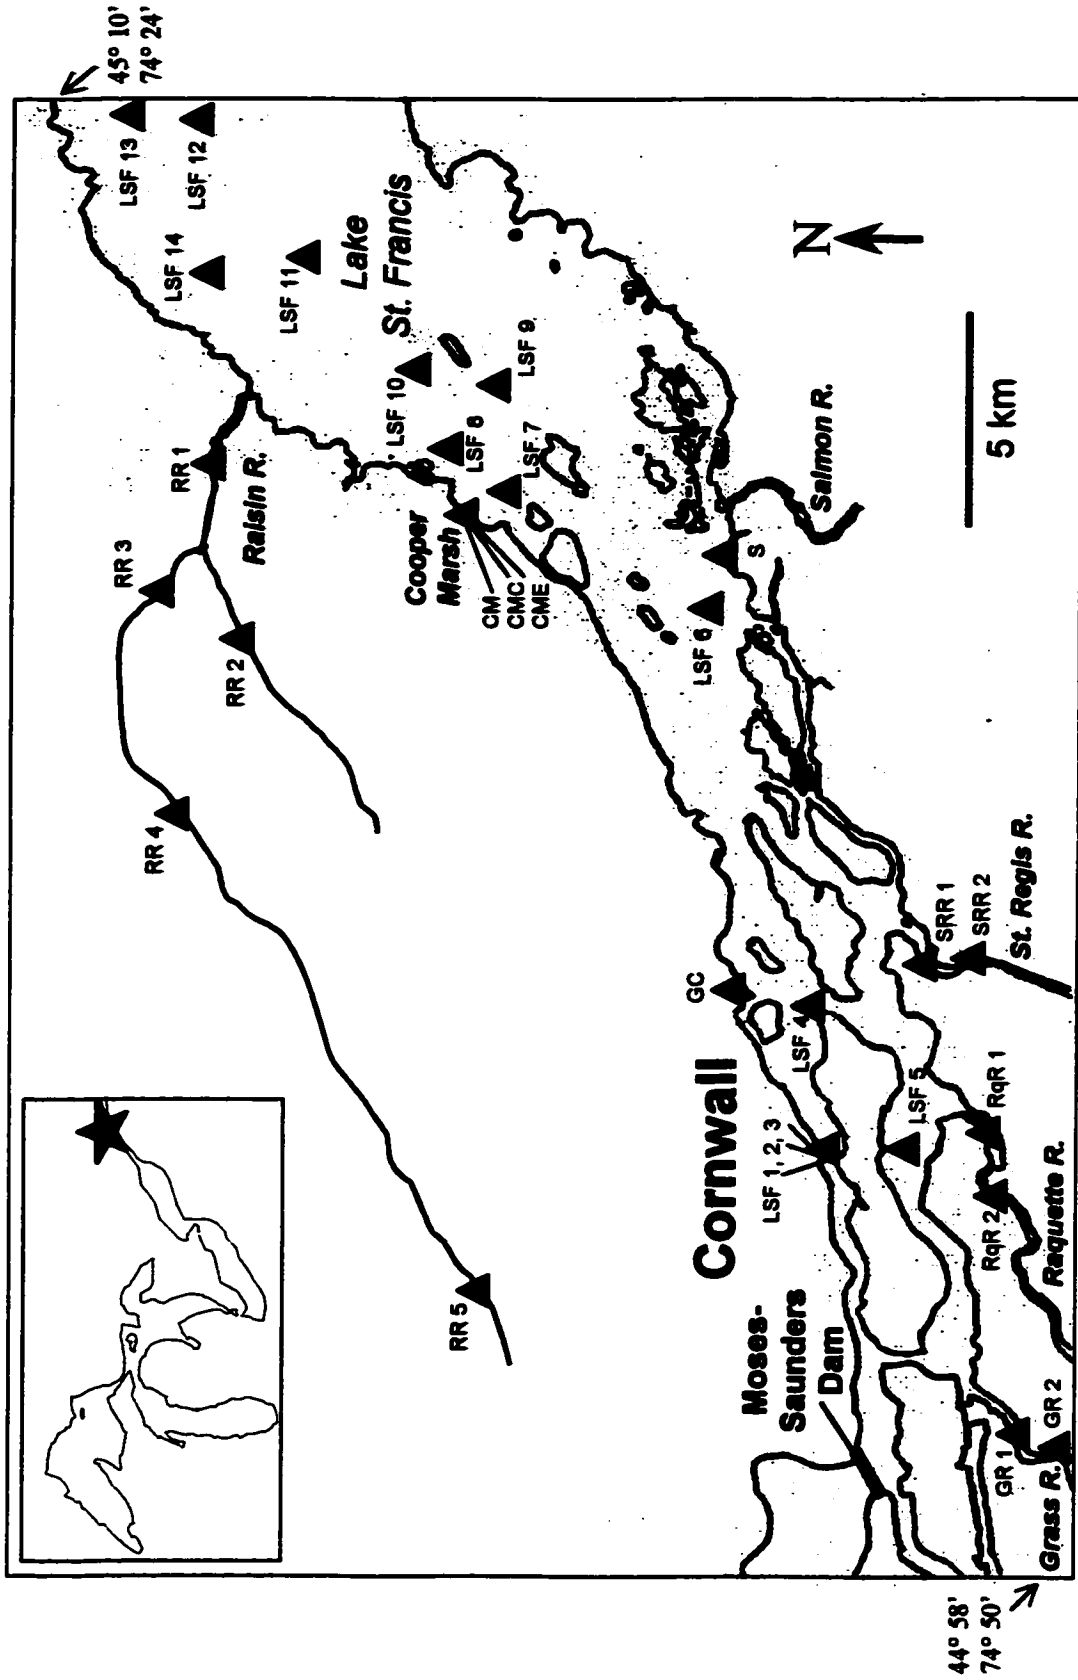 45° 10'
74° 24'
LSF 13
LSF 12
LSF 14
LSF 11
Lake
St. Francis
N
LSF 10
LSF 9
LSF 8
LSF 7
5 km
RR 1
Raisin R.
RR 3
RR 2
Cooper
Marsh
CM
CMC
CME
Salmon R.
S
LSF 6
RR 4
GC
SRR 1
SRR 2
St. Regis R.
Cornwall
LSF 4
LSF 5
LSF 1, 2, 3
RqR 1
RqR 2
Raquette R.
RR 5
Moses-
Saunders
Dam
GR 1
GR 2
Grass R.
44° 58'
74° 50'